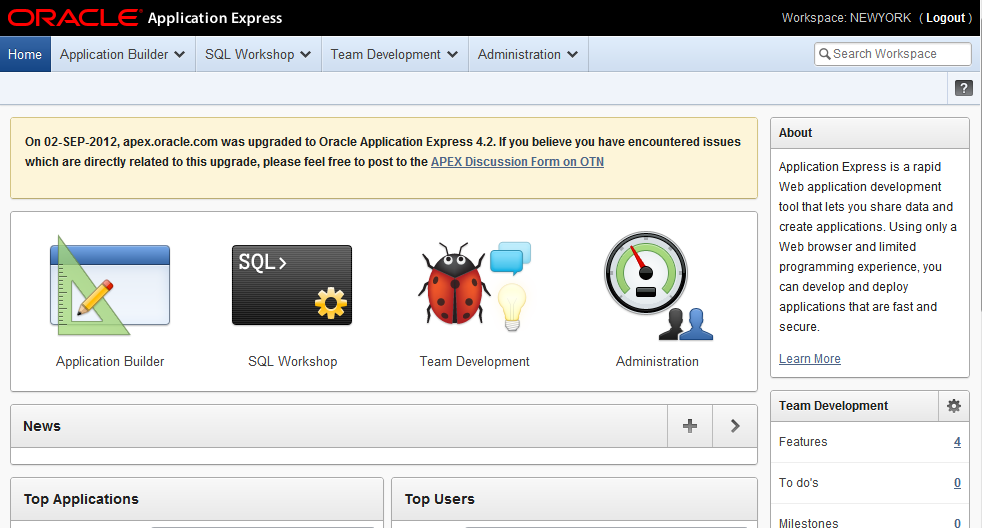 ORACLE Application Express
Workspace: NEWYORK ( Logout )
Home Application Builder SQL Workshop Team Development Administration Search Workspace
?
On 02-SEP-2012, apex.oracle.com was upgraded to Oracle Application Express 4.2. If you believe you have encountered issues
which are directly related to this upgrade, please feel free to post to the APEX Discussion Form on OTN
SQL>
Application Builder
SQL Workshop
Team Development
Administration
News
Top Applications
Top Users
About
Application Express is a rapid
Web application development
tool that lets you share data and
create applications. Using only a
Web browser and limited
programming experience, you
can develop and deploy
applications that are fast and
secure.
Learn More
Team Development
Features 4
To do's 0
Milestones 0